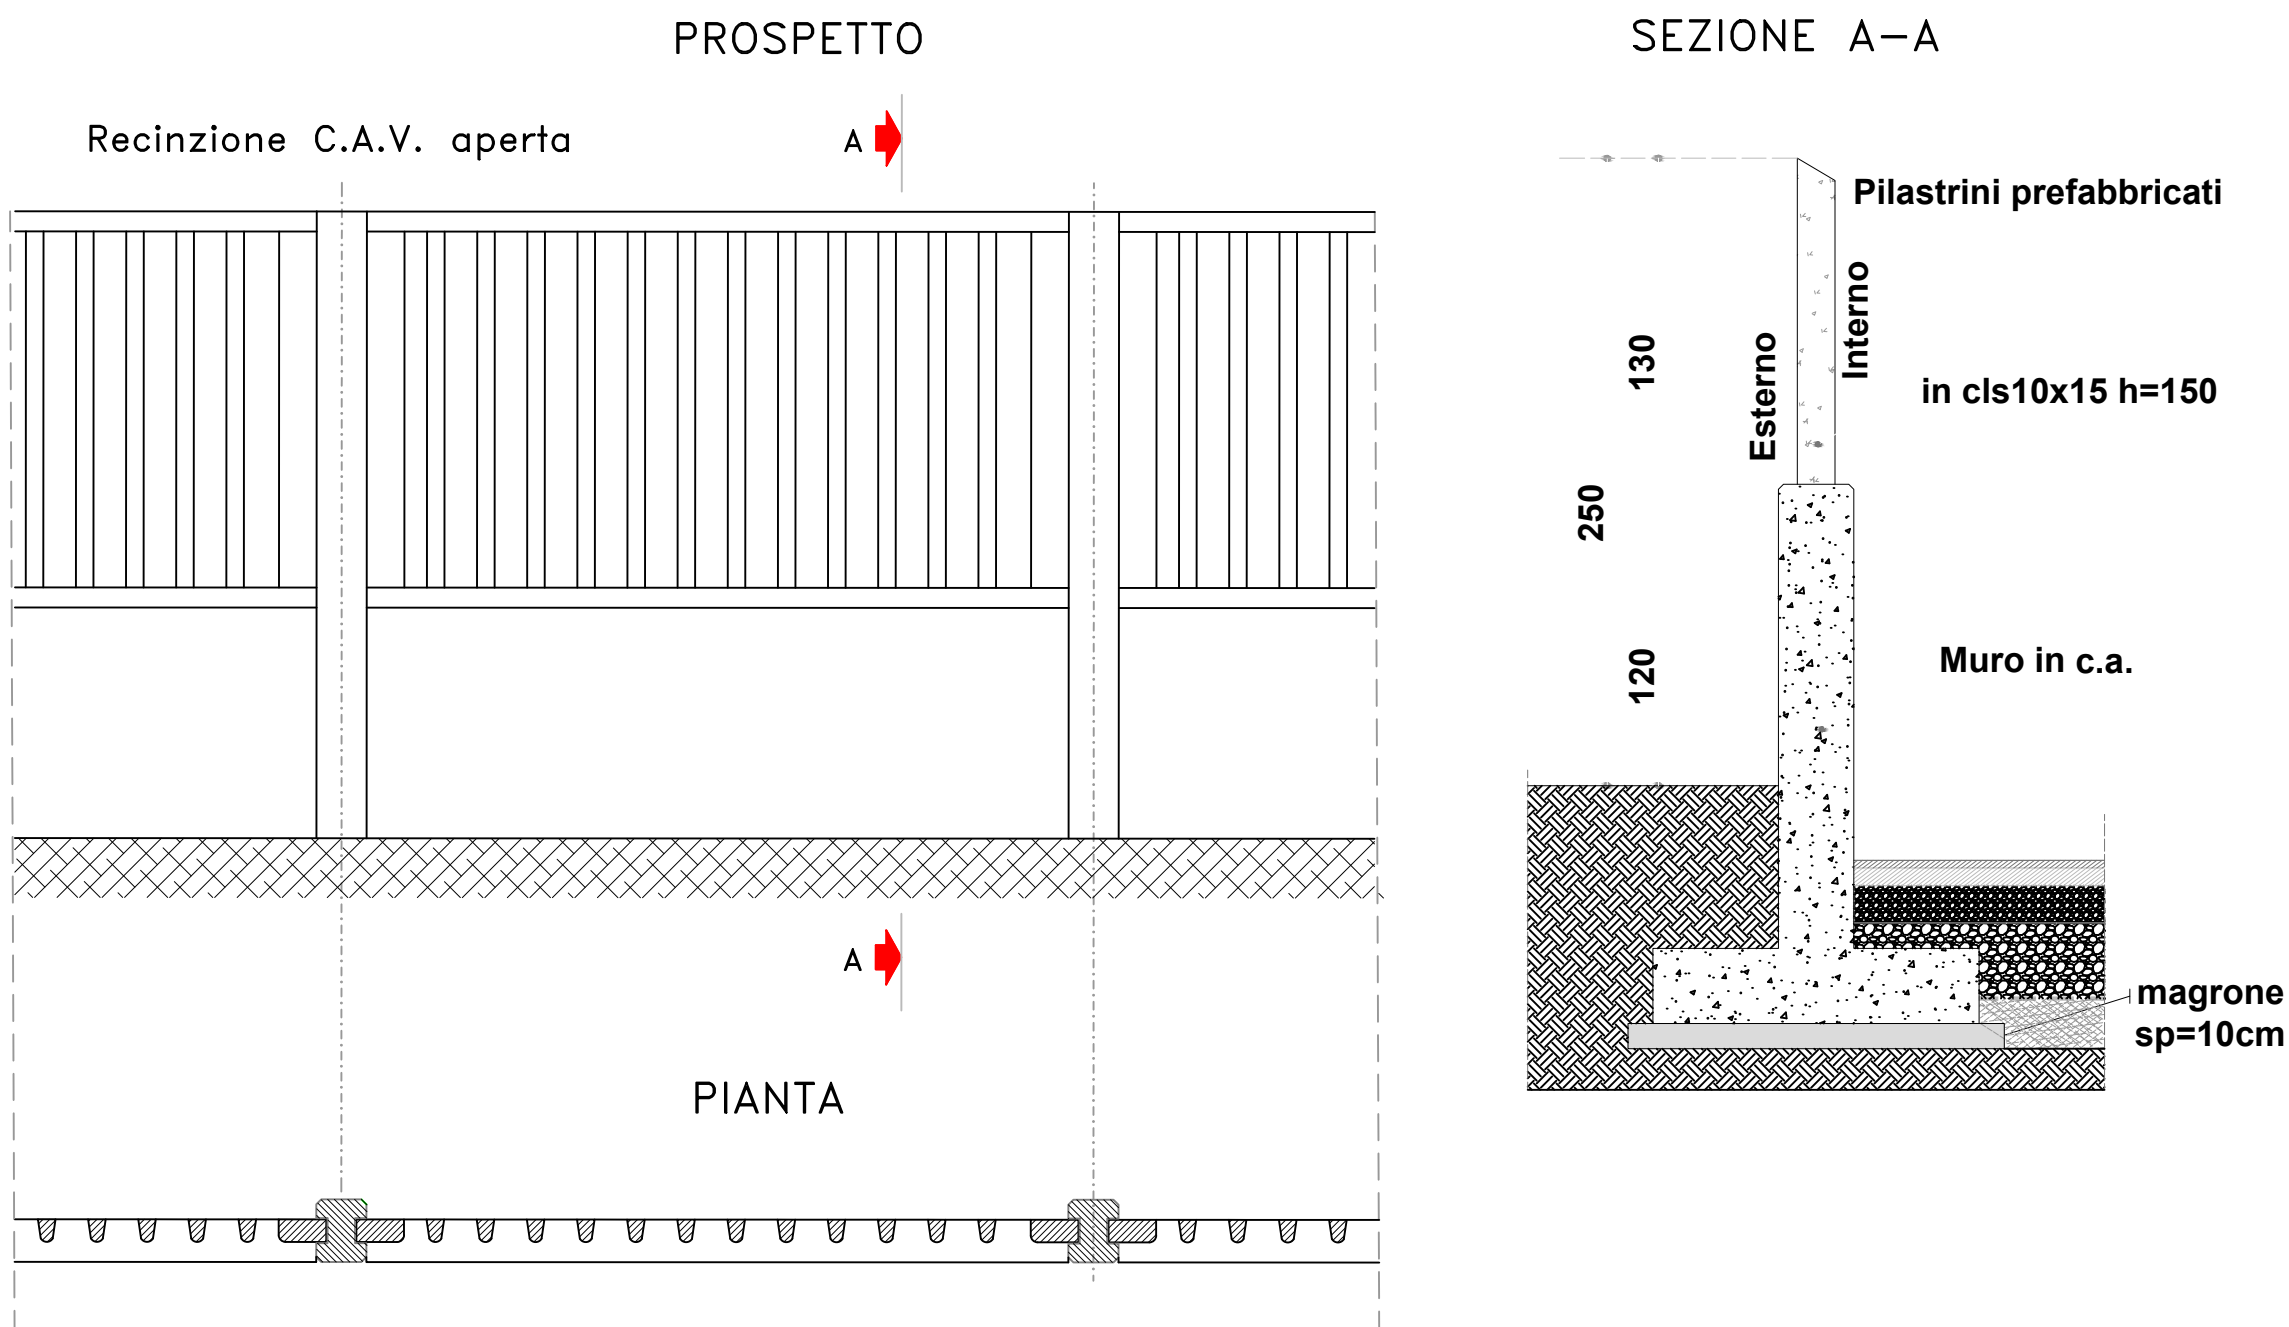 PROSPETTO
SEZIONE A-A
Recinzione C.A.V. aperta
A
Pilastrini prefabbricati
Interno
Esterno
130
in cls10x15 h=150
250
120
Muro in c.a.
A
magrone
sp=10cm
PIANTA